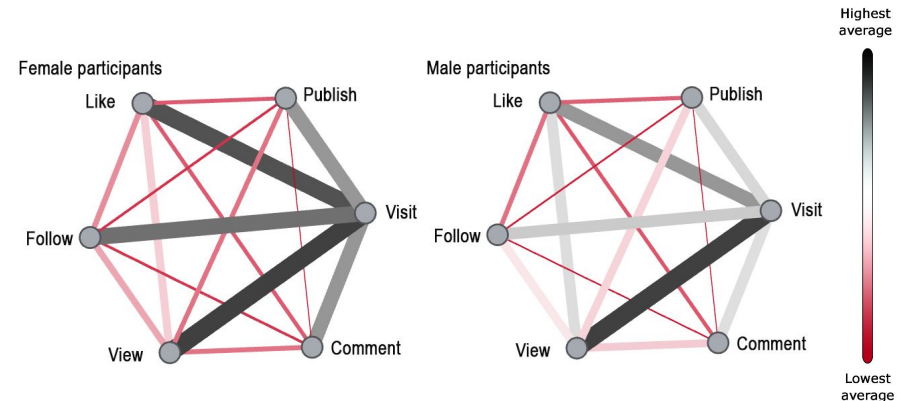 Highest
average
Female participants
Like
Publish
Visit
Follow
View
Comment
Male participants
Like
Publish
Visit
Follow
View
Comment
Lowest
average